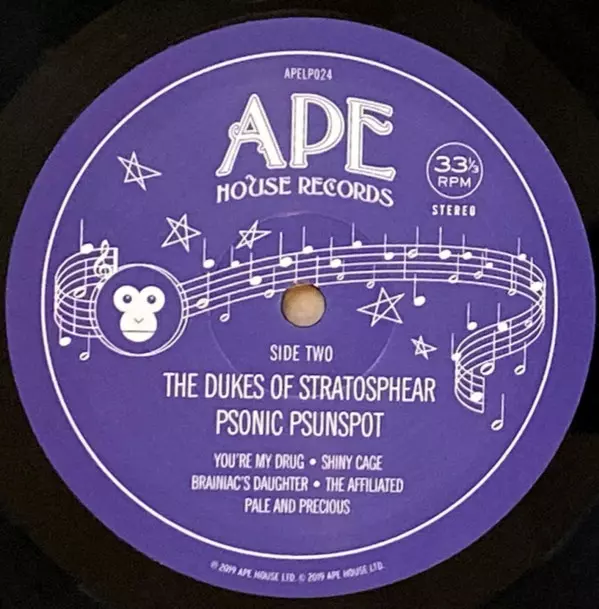 APELP024
APE
HOUSE RECORDS
33⅓
RPM
STEREO
SIDE TWO
THE DUKES OF STRATOSPHEAR
PSONIC PSUNSPOT
YOU'RE MY DRUG • SHINY CAGE
BRAINIAC'S DAUGHTER • THE AFFILIATED
PALE AND PRECIOUS
℗ 2019 APE HOUSE LTD. © 2019 APE HOUSE LTD.